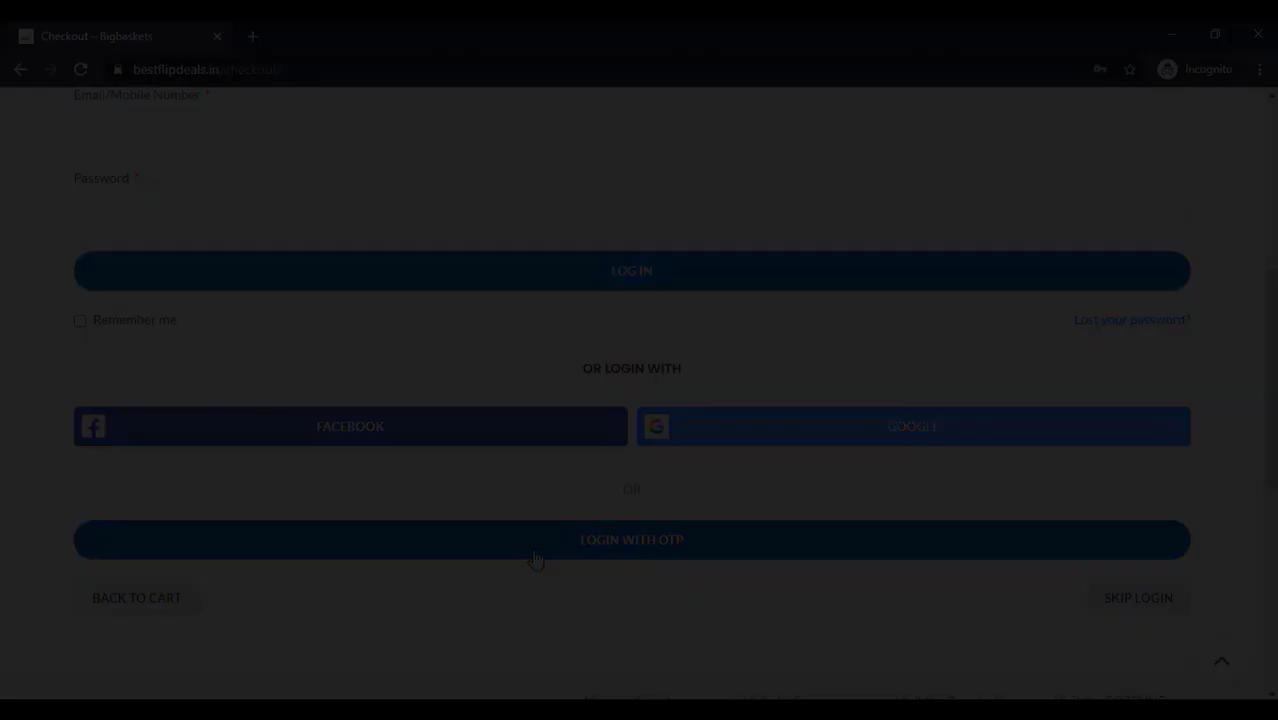 Checkout – Bigbaskets
bestflipdeals.in/checkout/
Incognito
Email/Mobile Number *
Password *
LOG IN
Remember me
Lost your password?
OR LOGIN WITH
FACEBOOK
GOOGLE
OR
LOGIN WITH OTP
BACK TO CART
SKIP LOGIN